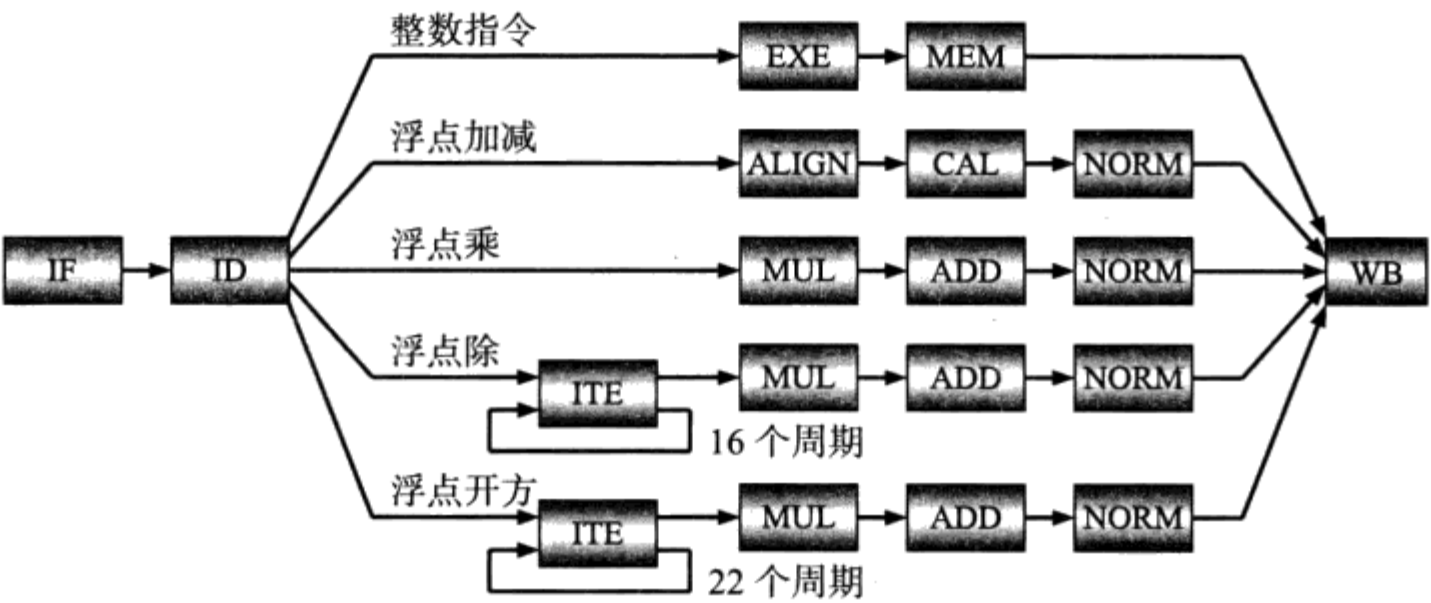 整数指令
EXE
MEM
浮点加减
ALIGN
CAL
NORM
浮点乘
IF
ID
MUL
ADD
NORM
WB
浮点除
ITE
MUL
ADD
NORM
16 个周期
浮点开方
ITE
MUL
ADD
NORM
22 个周期